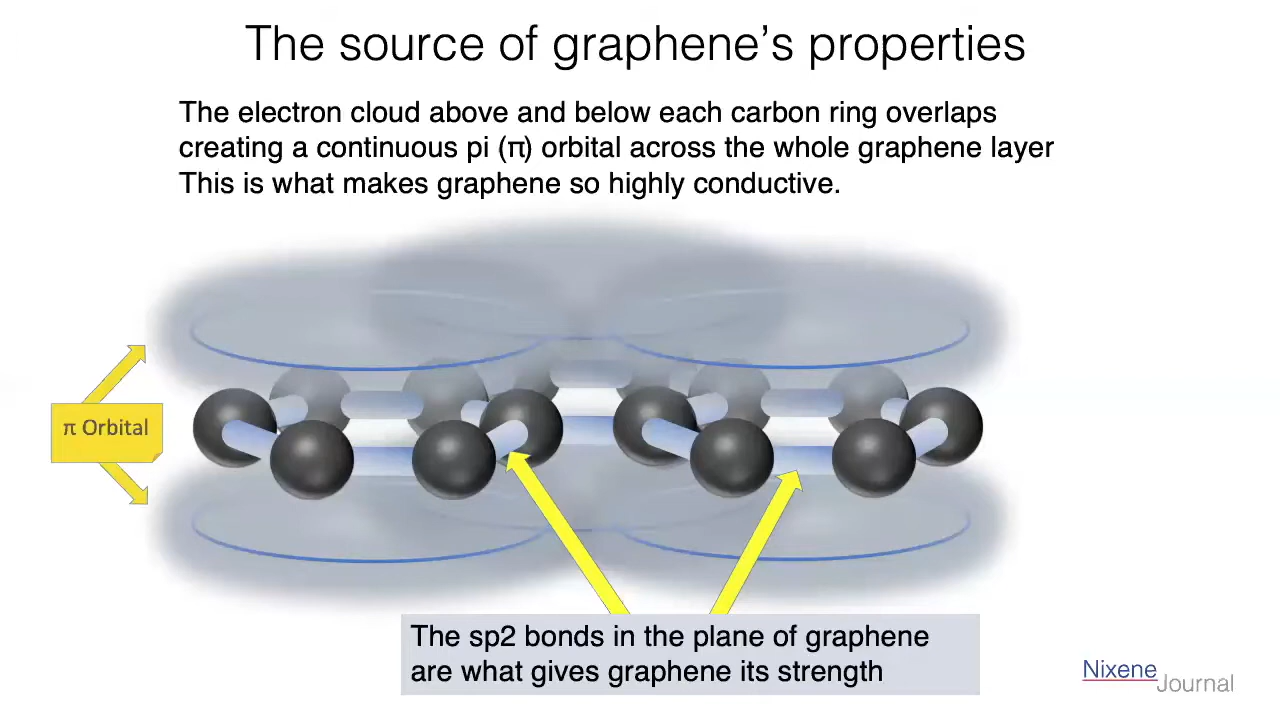 The source of graphene’s properties
The electron cloud above and below each carbon ring overlaps
creating a continuous pi (π) orbital across the whole graphene layer
This is what makes graphene so highly conductive.
π Orbital
The sp2 bonds in the plane of graphene
are what gives graphene its strength
Nixene
Journal